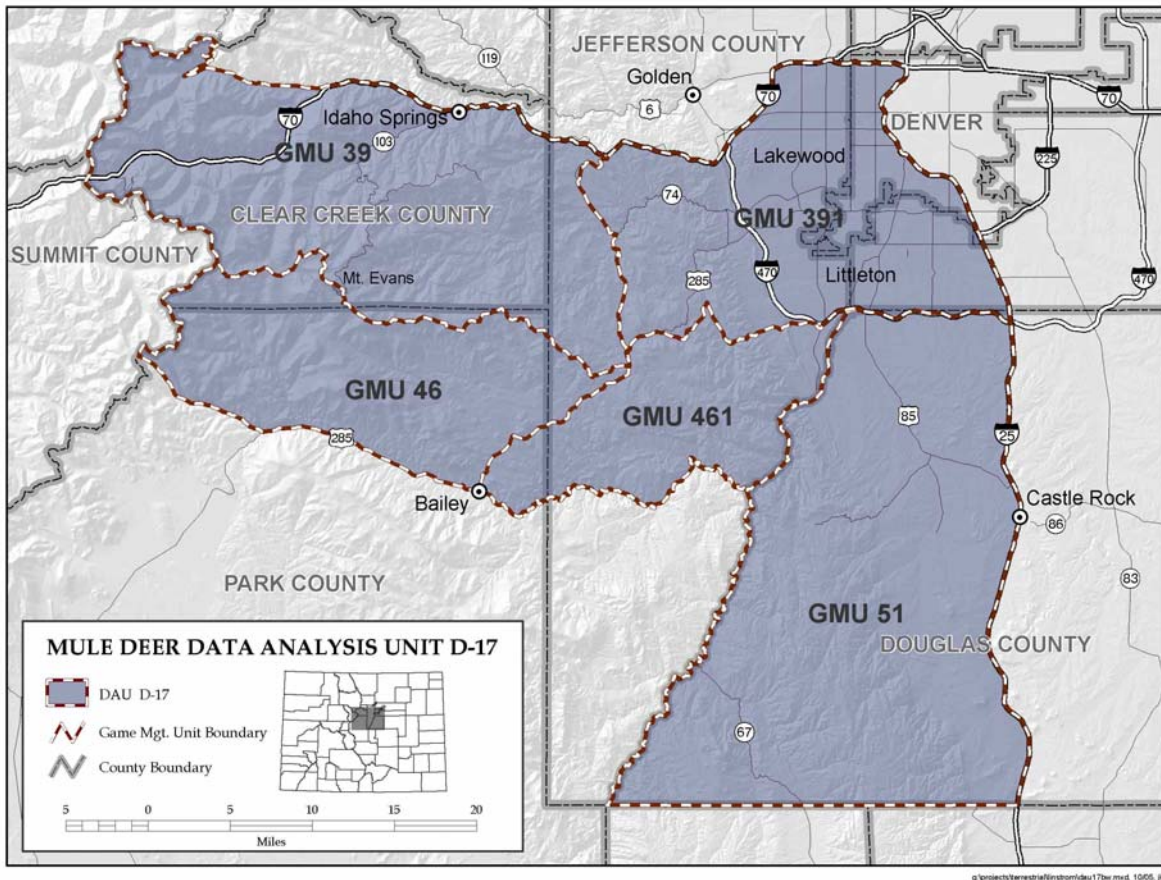 JEFFERSON COUNTY
119
Golden
6
70
70
DENVER
225
70
Idaho Springs
103
GMU 39
Lakewood
74
GMU 391
CLEAR CREEK COUNTY
SUMMIT COUNTY
Mt. Evans
285
470
Littleton
470
GMU 46
GMU 461
85
285
25
Bailey
Castle Rock
86
PARK COUNTY
83
GMU 51
DOUGLAS COUNTY
67
MULE DEER DATA ANALYSIS UNIT D-17
DAU D-17
Game Mgt. Unit Boundary
County Boundary
5 0 5 10 15 20
Miles